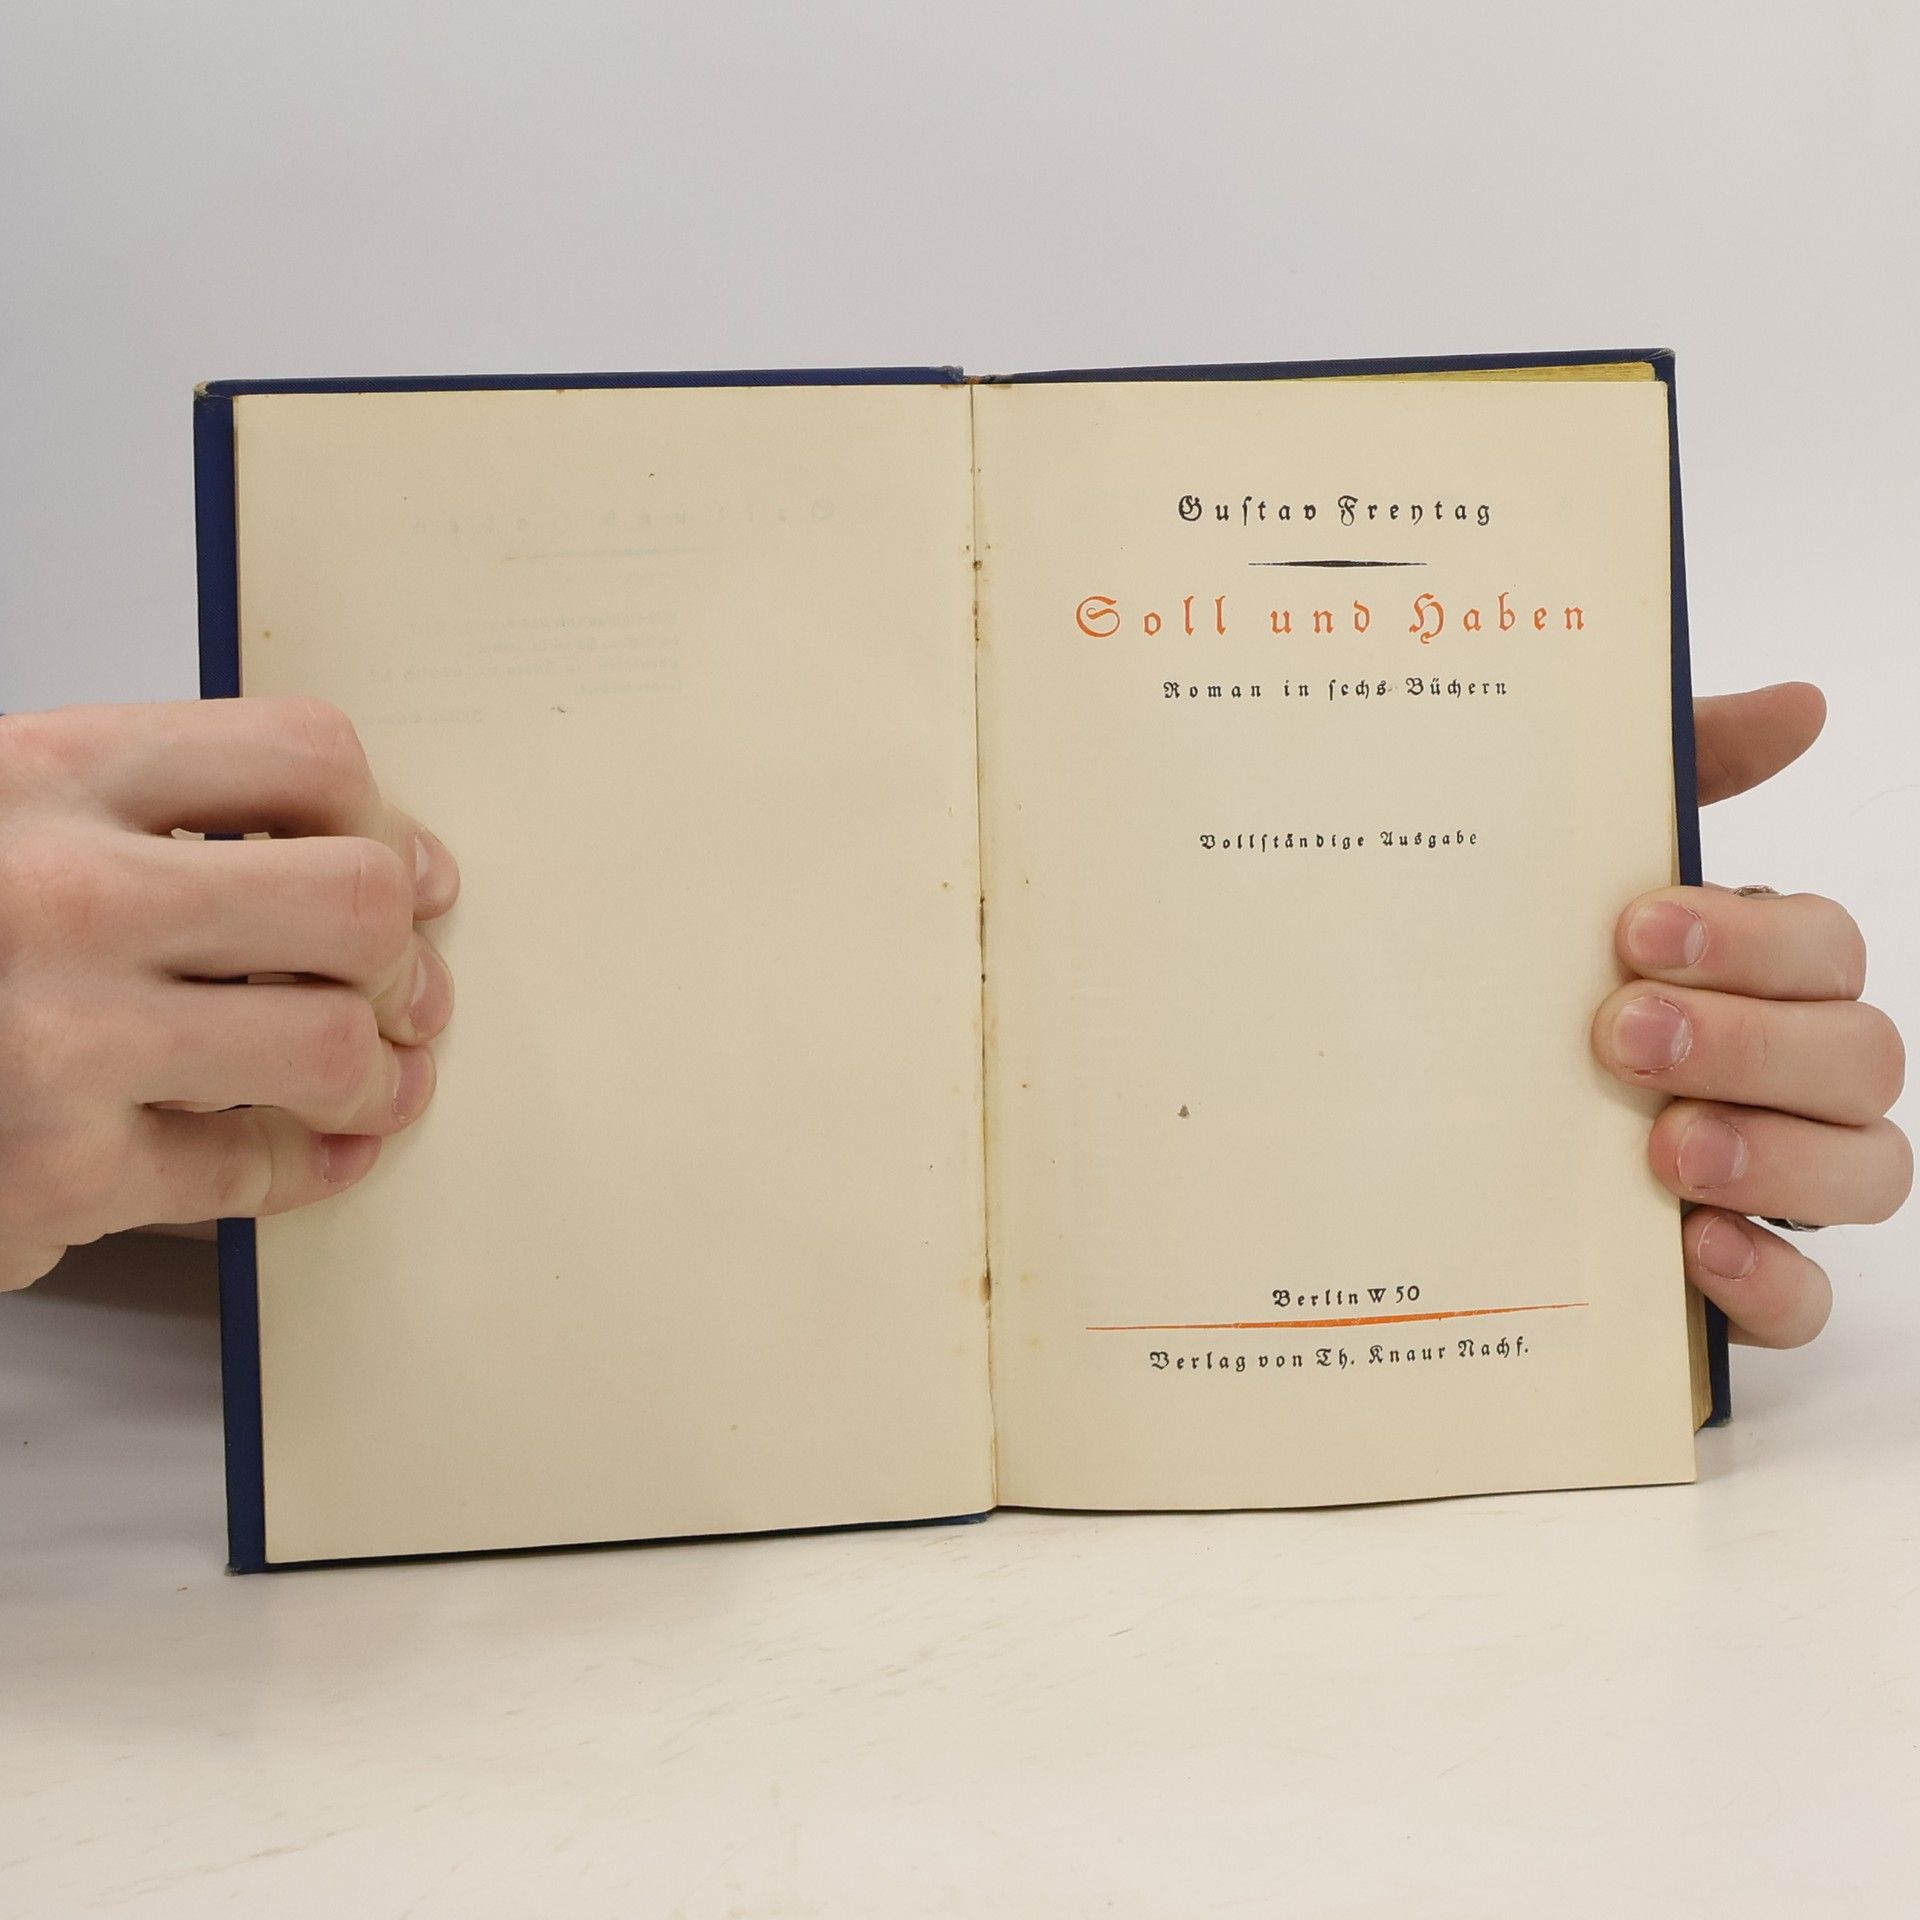 Guſtav Freytag
Soll und Haben
Roman in ſechs Büchern
Vollſtändige Ausgabe
Berlin W 50
Verlag von Th. Knaur Nachf.